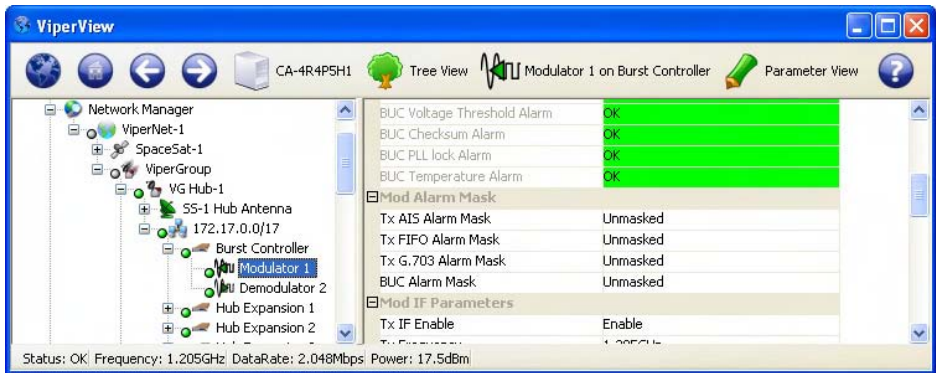 ViperView
CA-4R4P5H1 Tree View Modulator 1 on Burst Controller Parameter View
Network Manager
ViperNet-1
SpaceSat-1
ViperGroup
VG Hub-1
SS-1 Hub Antenna
172.17.0.0/17
Burst Controller
Modulator 1
Demodulator 2
Hub Expansion 1
Hub Expansion 2
BUC Voltage Threshold Alarm OK
BUC Checksum Alarm OK
BUC PLL lock Alarm OK
BUC Temperature Alarm OK
Mod Alarm Mask
Tx AIS Alarm Mask Unmasked
Tx FIFO Alarm Mask Unmasked
Tx G.703 Alarm Mask Unmasked
BUC Alarm Mask Unmasked
Mod IF Parameters
Tx IF Enable Enable
Status: OK Frequency: 1.205GHz DataRate: 2.048Mbps Power: 17.5dBm